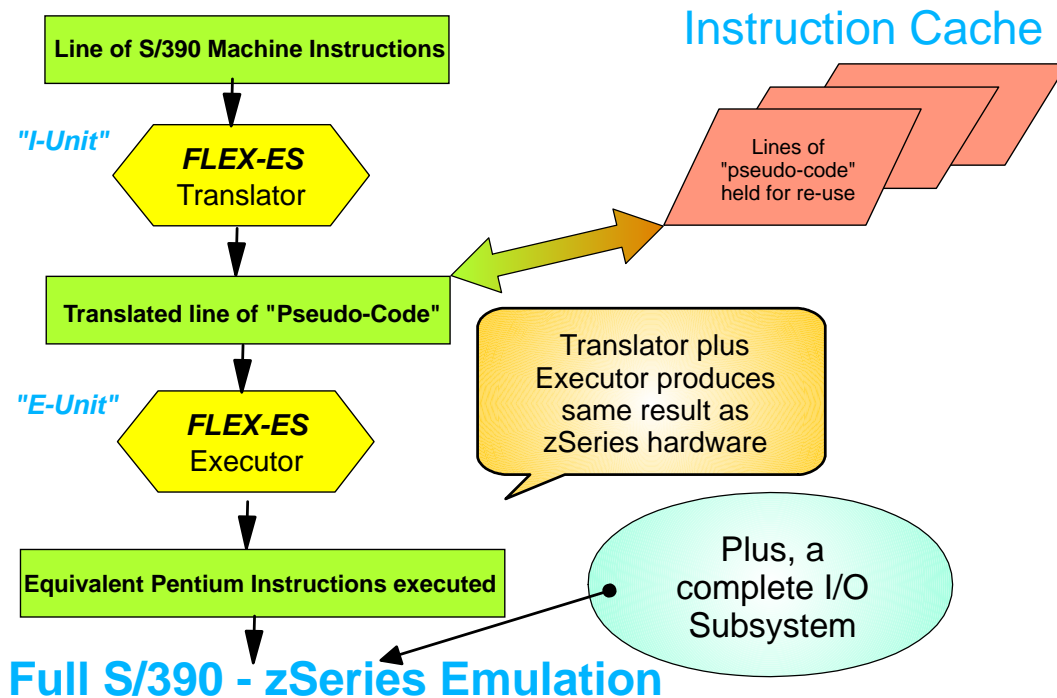 Instruction Cache
Line of S/390 Machine Instructions
"I-Unit"
FLEX-ES
Translator
Lines of
"pseudo-code"
held for re-use
Translated line of "Pseudo-Code"
Translator plus
Executor produces
same result as
zSeries hardware
"E-Unit"
FLEX-ES
Executor
Plus, a
complete I/O
Subsystem
Equivalent Pentium Instructions executed
Full S/390 - zSeries Emulation